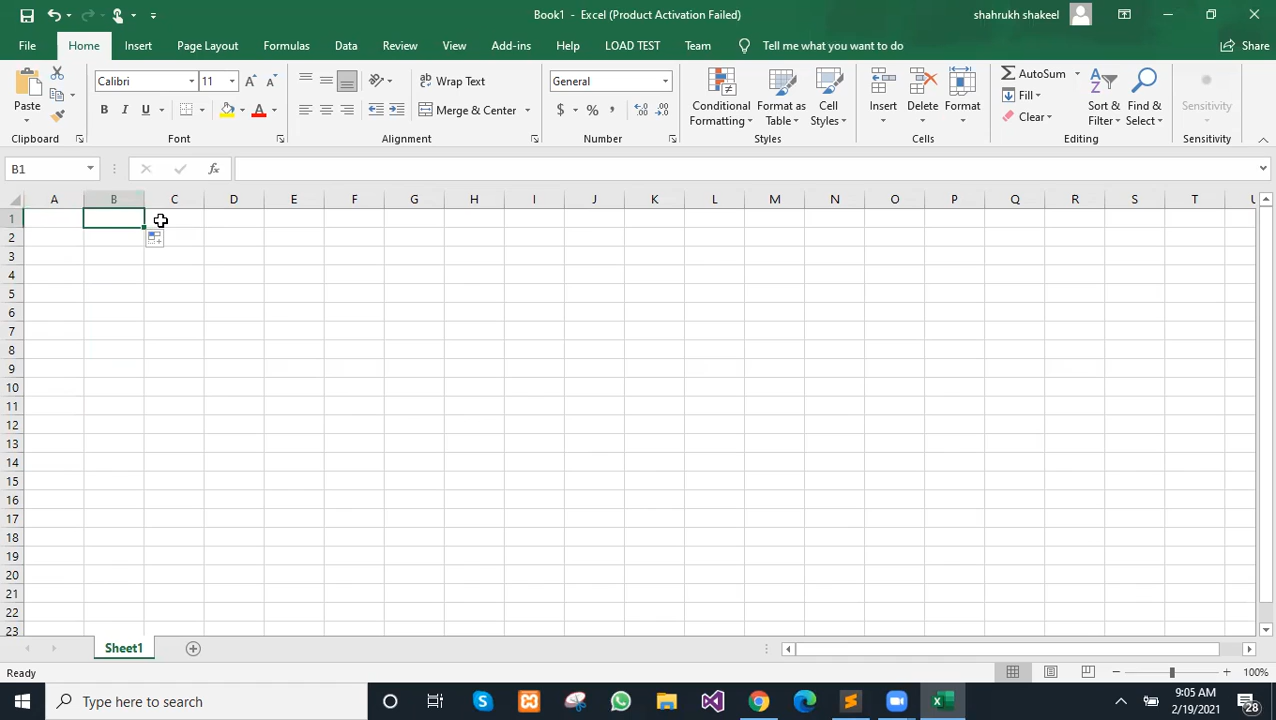 Book1 - Excel (Product Activation Failed)
shahrukh shakeel
File Home Insert Page Layout Formulas Data Review View Add-ins Help LOAD TEST Team Tell me what you want to do Share
Paste
Calibri 11
Wrap Text
General
Conditional Formatting
Format as Table
Cell Styles
Insert
Delete
Format
AutoSum
Fill
Clear
Sort & Filter
Find & Select
Sensitivity
B I U A
Merge & Center
$ % ,
Clipboard Font Alignment Number Styles Cells Editing Sensitivity
B1 fx
A B C D E F G H I J K L M N O P Q R S T U
1
2
3
4
5
6
7
8
9
10
11
12
13
14
15
16
17
18
19
20
21
22
23
Sheet1
Ready 100%
Type here to search
9:05 AM
2/19/2021
28